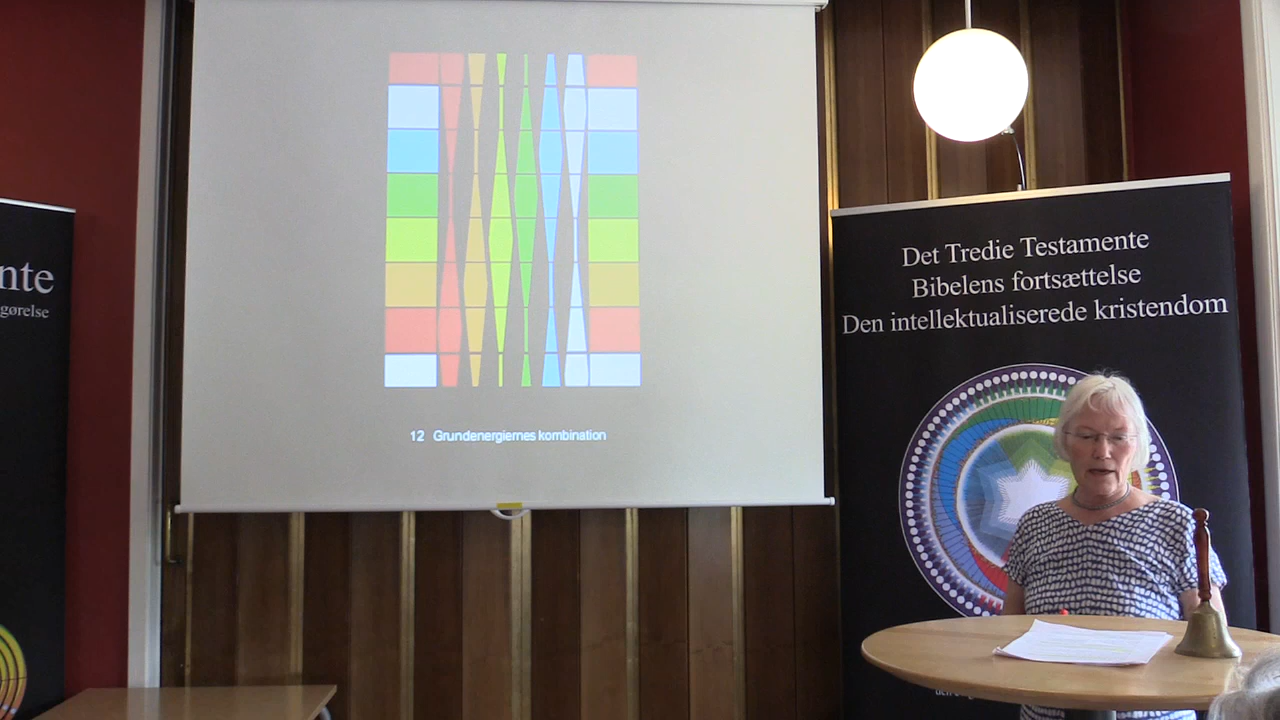 12 Grundenergiernes kombination
nte
gørelse
Det Tredie Testamente
Bibelens fortsættelse
Den intellektualiserede kristendom